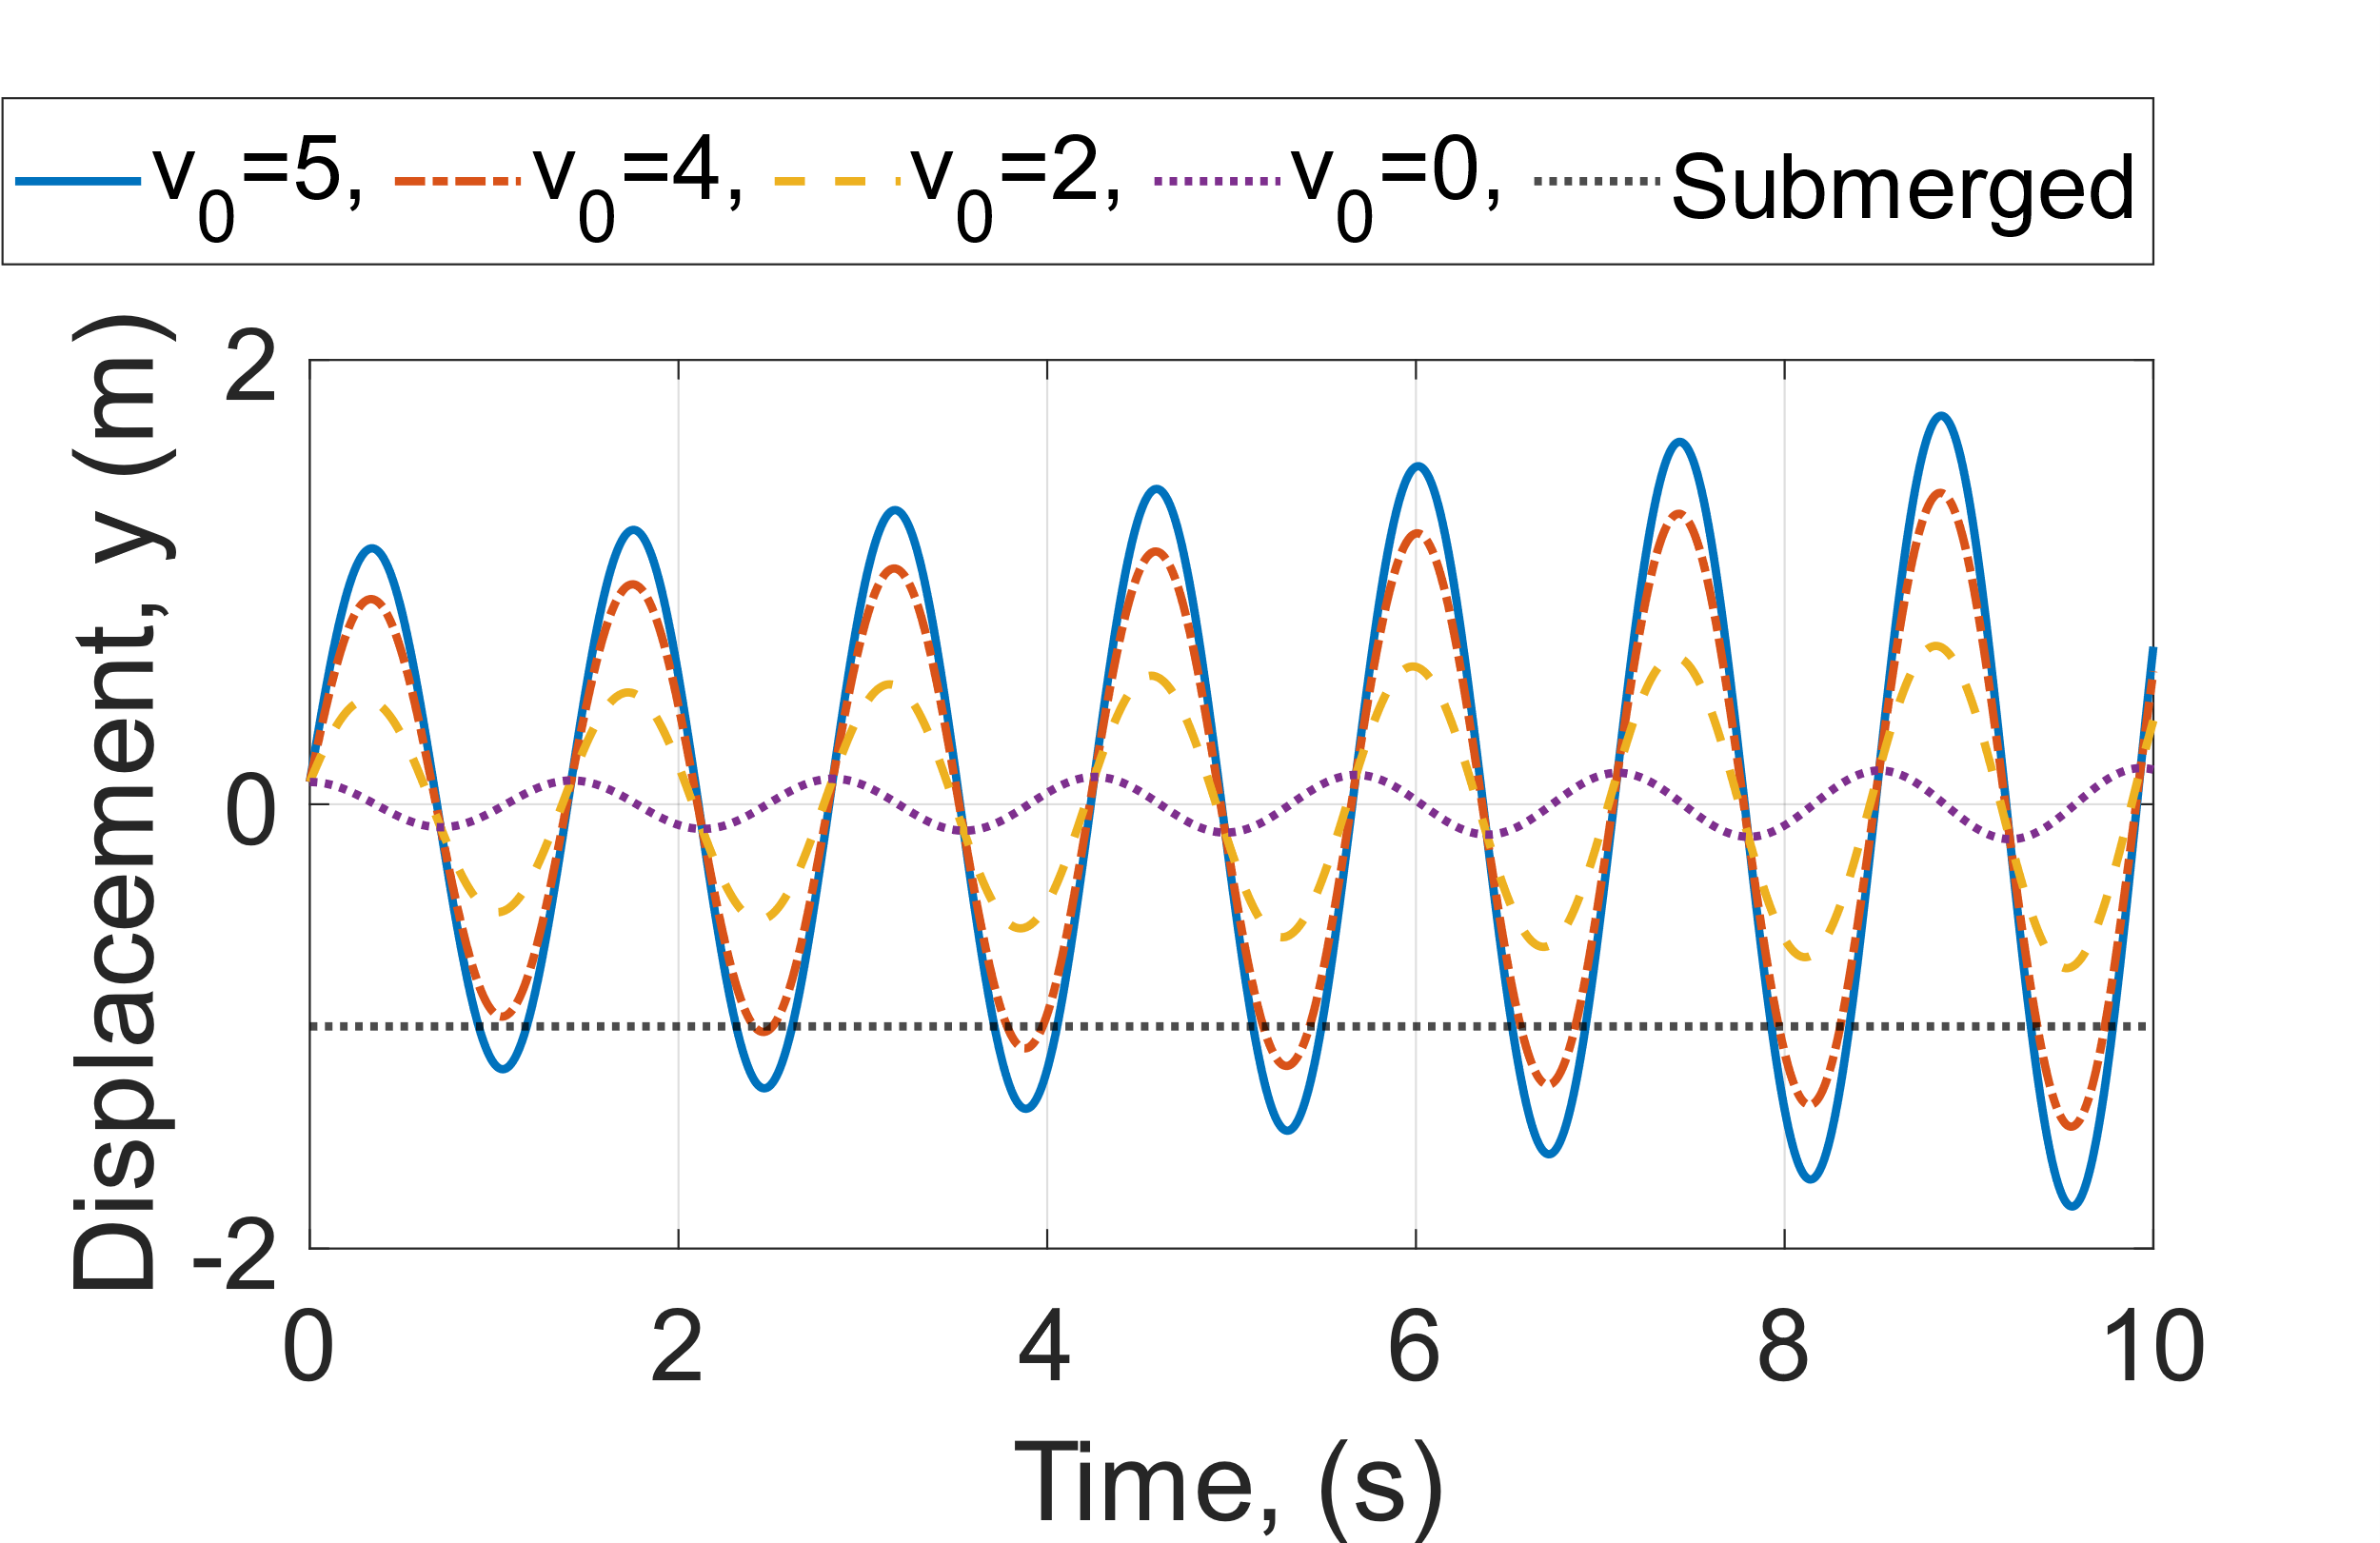 v0=5, v0=4, v0=2, v0=0, Submerged
Displacement, y (m)
2
0
-2
0 2 4 6 8 10
Time, (s)